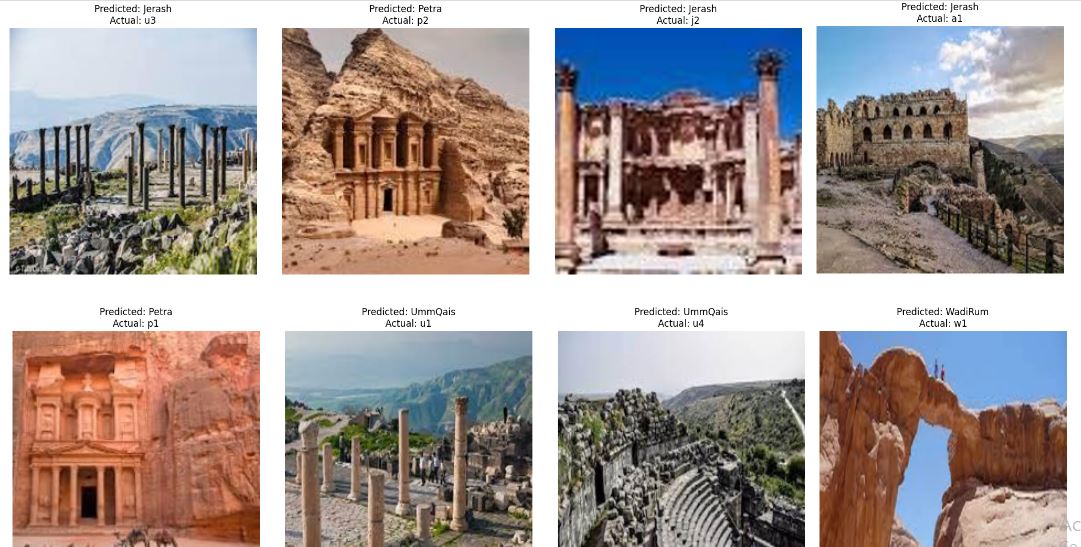 Predicted: Jerash
Actual: u3
Predicted: Petra
Actual: p2
Predicted: Jerash
Actual: j2
Predicted: Jerash
Actual: a1
Predicted: Petra
Actual: p1
Predicted: UmmQais
Actual: u1
Predicted: UmmQais
Actual: u4
Predicted: WadiRum
Actual: w1